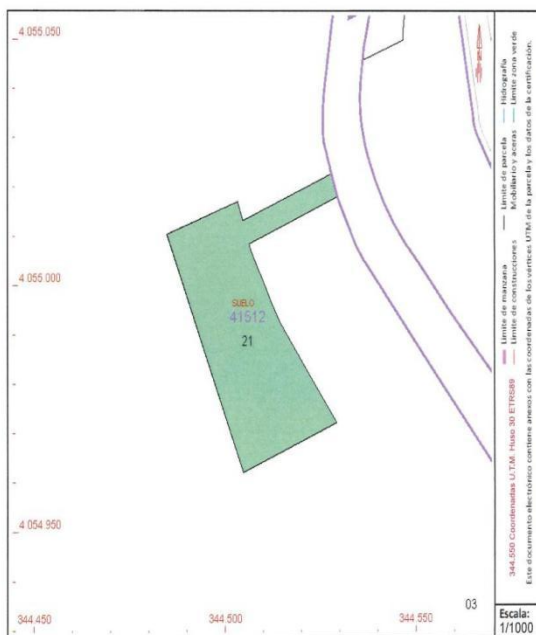 4.055.050
4.055.000
SUELO
41512
21
4.054.950
03
344.450
344.500
344.550
344.550 Coordenadas U.T.M. Huso 30 ETRS89
Límite de manzana
Límite de construcciones
Límite de parcela
Mobiliario y aceras
Hidrografía
Límite zona verde
Este documento electrónico contiene anexos con las coordenadas de los vértices UTM de la parcela y los datos de la certificación.
Escala:
1/1000